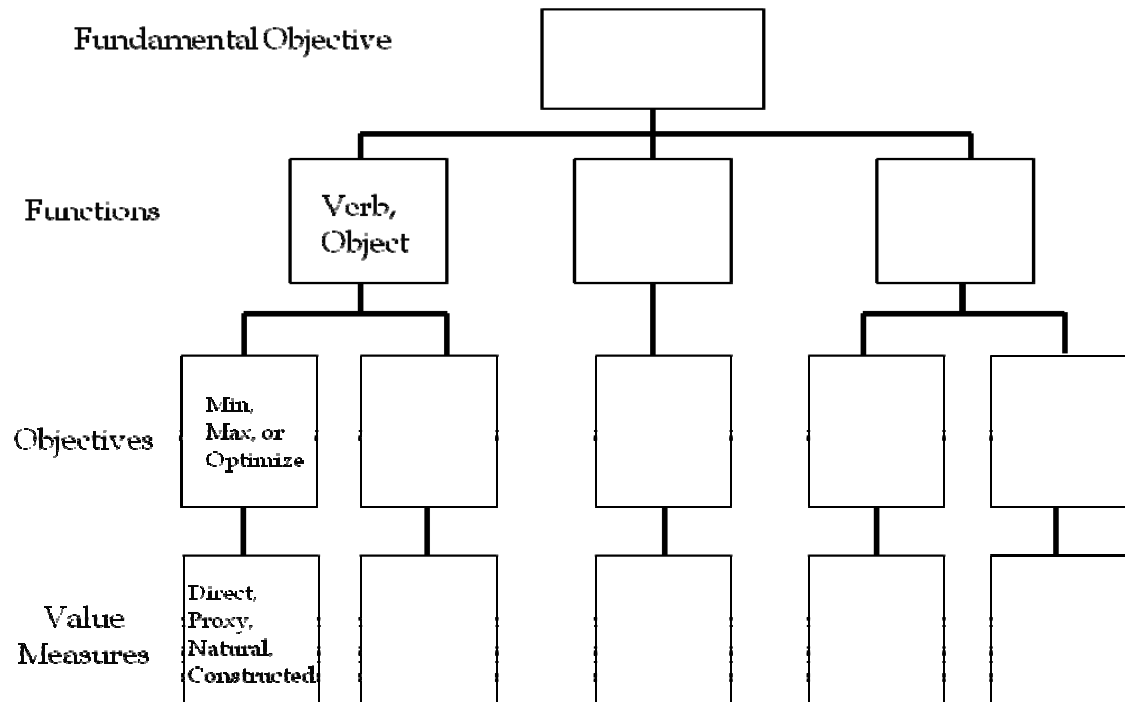 Fundamental Objective
Functions
Verb,
Object
Objectives
Min,
Max, or
Optimize
Value
Measures
Direct,
Proxy,
Natural,
Constructed